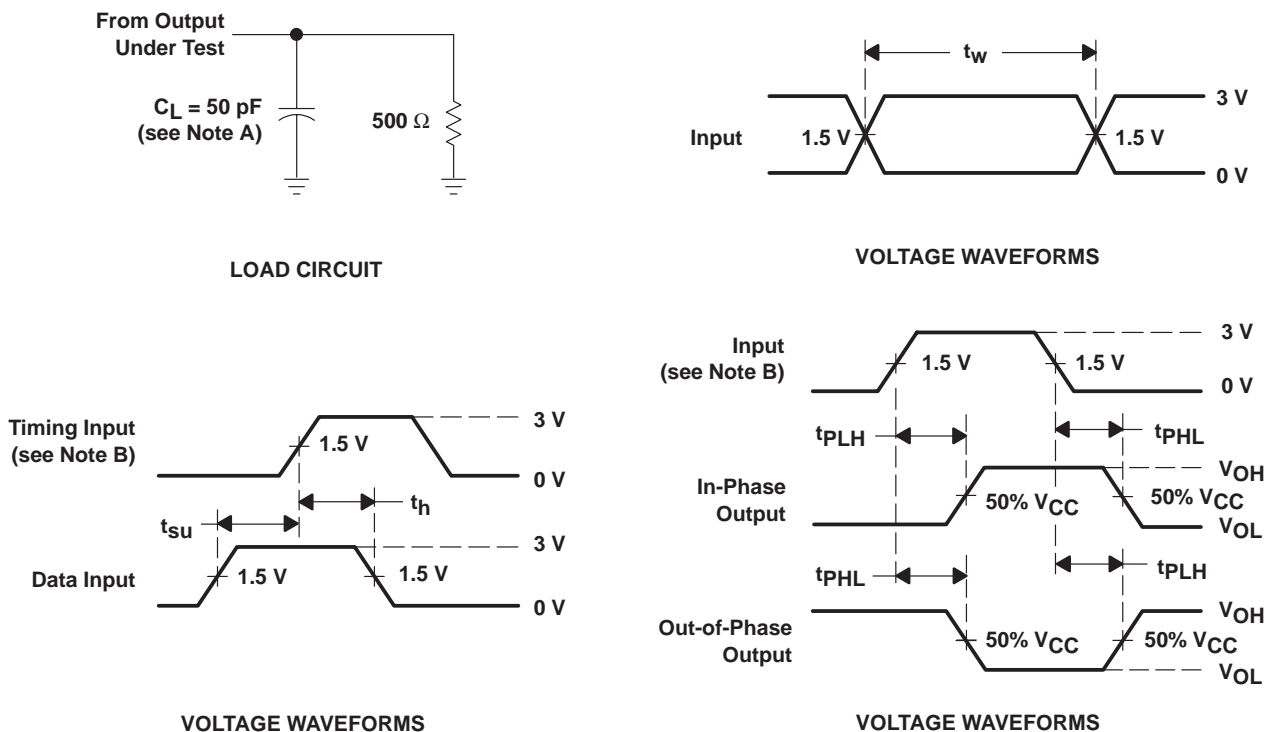 From Output
Under Test
CL = 50 pF
(see Note A)
500 Ω
LOAD CIRCUIT
tw
Input
1.5 V
1.5 V
3 V
0 V
VOLTAGE WAVEFORMS
Timing Input
(see Note B)
1.5 V
3 V
0 V
th
tsu
Data Input
1.5 V
1.5 V
3 V
0 V
VOLTAGE WAVEFORMS
Input
(see Note B)
1.5 V
1.5 V
3 V
0 V
tPLH
tPHL
In-Phase
Output
50% VCC
50% VCC
VOH
VOL
tPHL
tPLH
Out-of-Phase
Output
50% VCC
50% VCC
VOH
VOL
VOLTAGE WAVEFORMS